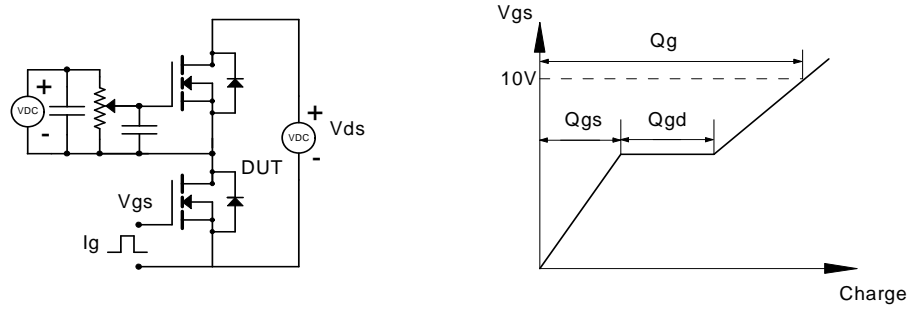 +
VDC
-
+
VDC
-
Vds
DUT
Vgs
Ig
Vgs
Qg
10V
Qgs
Qgd
Charge